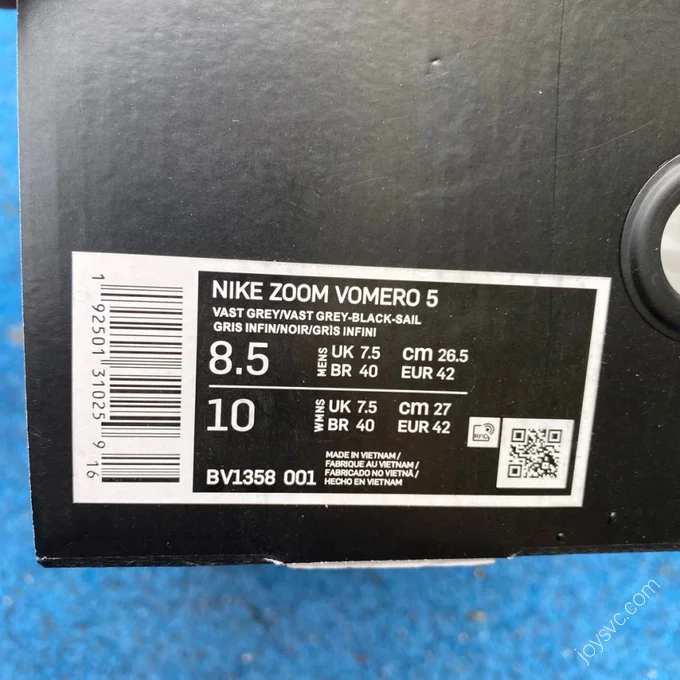 NIKE ZOOM VOMERO 5
VAST GREY/VAST GREY-BLACK-SAIL
GRIS INFIN/NOIR/GRIS INFINI
8.5 MENS UK 7.5 cm 26.5
BR 40 EUR 42
10 WMNS UK 7.5 cm 27
BR 40 EUR 42
RFID
BV1358 001
MADE IN VIETNAM/
FABRIQUE AU VIETNAM/
FABRICADO NO VIETNÃ/
HECHO EN VIETNAM
1 92501 31025 9 16
joysvc.com